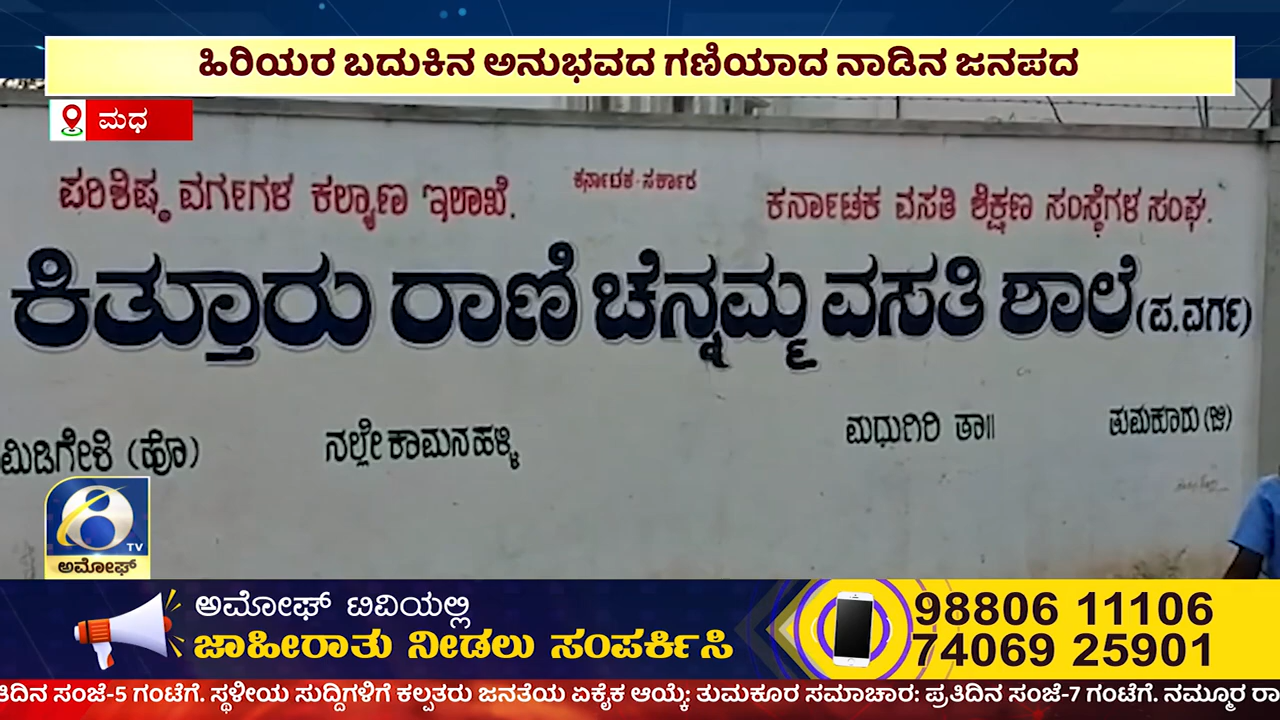 ಹಿರಿಯರ ಬದುಕಿನ ಅನುಭವದ ಗಣಿಯಾದ ನಾಡಿನ ಜನಪದ
ಮಧ
ಕರ್ನಾಟಕ ಸರ್ಕಾರ
ಪರಿಶಿಷ್ಠ ವರ್ಗಗಳ ಕಲ್ಯಾಣ ಇಲಾಖೆ.
ಕರ್ನಾಟಕ ವಸತಿ ಶಿಕ್ಷಣ ಸಂಸ್ಥೆಗಳ ಸಂಘ.
ಕಿತ್ತೂರು ರಾಣಿ ಚೆನ್ನಮ್ಮ ವಸತಿ ಶಾಲೆ (ಪ.ವರ್ಗ)
ಮಿಡಿಗೇಶಿ (ಹೊ) ನಲ್ಲೇಕಾಮನಹಳ್ಳಿ ಮಧುಗಿರಿ ತಾ|| ತುಮಕೂರು (ಜಿ)
8 TV
ಅಮೋಘ್
ಅಮೋಘ್ ಟಿವಿಯಲ್ಲಿ
ಜಾಹೀರಾತು ನೀಡಲು ಸಂಪರ್ಕಿಸಿ
98806 11106
74069 25901
ತಿದಿನ ಸಂಜೆ-5 ಗಂಟೆಗೆ. ಸ್ಥಳೀಯ ಸುದ್ದಿಗಳಿಗೆ ಕಲ್ಪತರು ಜನತೆಯ ಏಕೈಕ ಆಯ್ಕೆ; ತುಮಕೂರ ಸಮಾಚಾರ: ಪ್ರತಿದಿನ ಸಂಜೆ-7 ಗಂಟೆಗೆ. ನಮ್ಮೂರ ರಾ